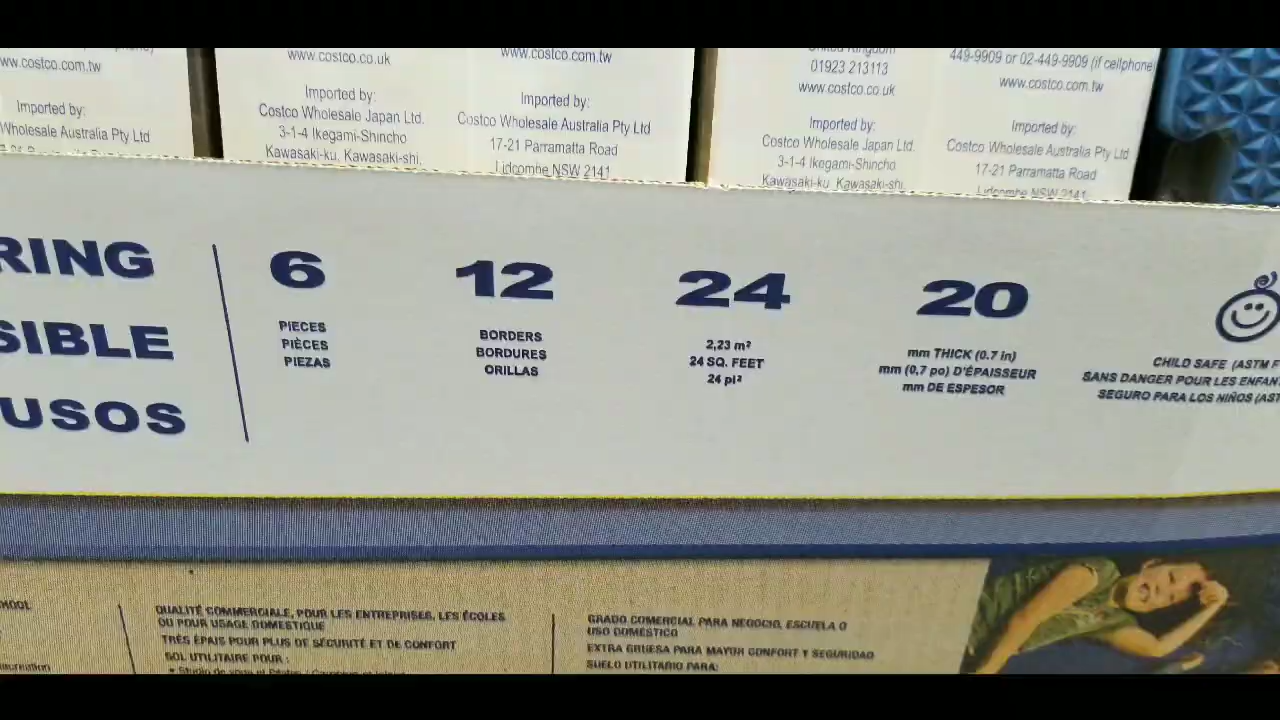 www.costco.com.tw
Imported by:
Wholesale Australia Pty Ltd
www.costco.co.uk
Imported by:
Costco Wholesale Japan Ltd.
3-1-4 Ikegami-Shincho
Kawasaki-ku, Kawasaki-shi,
www.costco.com.tw
Imported by:
Costco Wholesale Australia Pty Ltd
17-21 Parramatta Road
Lidcombe NSW 2141
United Kingdom
01923 213113
www.costco.co.uk
Imported by:
Costco Wholesale Japan Ltd.
3-1-4 Ikegami-Shincho
Kawasaki-ku, Kawasaki-shi,
449-9909 or 02-449-9909 (if cellphone)
www.costco.com.tw
Imported by:
Costco Wholesale Australia Pty Ltd
17-21 Parramatta Road
Lidcombe NSW 2141
RING
SIBLE
USOS
6
PIECES
PIÈCES
PIEZAS
12
BORDERS
BORDURES
ORILLAS
24
2,23 m²
24 SQ. FEET
24 pi²
20
mm THICK (0.7 in)
mm (0,7 po) D'ÉPAISSEUR
mm DE ESPESOR
CHILD SAFE (ASTM F
SANS DANGER POUR LES ENFAN
SEGURO PARA LOS NIÑOS (AST
QUALITÉ COMMERCIALE, POUR LES ENTREPRISES, LES ÉCOLES
OU POUR USAGE DOMESTIQUE
TRÈS ÉPAIS POUR PLUS DE SÉCURITÉ ET DE CONFORT
SOL UTILITAIRE POUR :
GRADO COMERCIAL PARA NEGOCIO, ESCUELA O
USO DOMÉSTICO
EXTRA GRUESA PARA MAYOR CONFORT Y SEGURIDAD
SUELO UTILITARIO PARA: